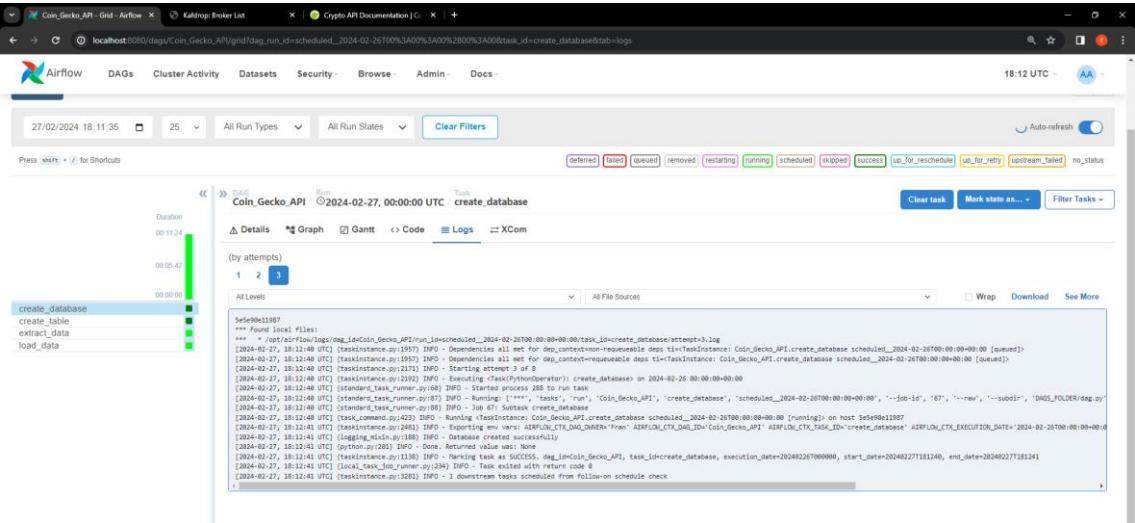 Coin_Gecko_API - Grid - Airflow
Kafdrop: Broker List
Crypto API Documentation | Co
localhost:8080/dags/Coin_Gecko_API/grid?dag_run_id=scheduled__2024-02-26T00%3A00%3A00%2B00%3A00&task_id=create_database&tab=logs
Airflow DAGs Cluster Activity Datasets Security Browse Admin Docs 18:12 UTC AA
27/02/2024 18:11:35 25 All Run Types All Run States Clear Filters Auto-refresh
Press shift + / for Shortcuts
deferred failed queued removed restarting running scheduled skipped success up_for_reschedule up_for_retry upstream_failed no_status
DAG Run Task
Coin_Gecko_API / 2024-02-27, 00:00:00 UTC / create_database
Clear task Mark state as... Filter Tasks
Duration
00:11:24
00:05:42
00:00:00
create_database
create_table
extract_data
load_data
Details Graph Gantt Code Logs XCom
(by attempts)
1 2 3
All Levels All File Sources Wrap Download See More
5e5e90e11987
*** Found local files:
*** * /opt/airflow/logs/dag_id=Coin_Gecko_API/run_id=scheduled__2024-02-26T00:00:00+00:00/task_id=create_database/attempt=3.log
[2024-02-27, 18:12:40 UTC] {taskinstance.py:1957} INFO - Dependencies all met for dep_context=non-requeueable deps ti=<TaskInstance: Coin_Gecko_API.create_database scheduled__2024-02-26T00:00:00+00:00 [queued]>
[2024-02-27, 18:12:40 UTC] {taskinstance.py:1957} INFO - Dependencies all met for dep_context=requeueable deps ti=<TaskInstance: Coin_Gecko_API.create_database scheduled__2024-02-26T00:00:00+00:00 [queued]>
[2024-02-27, 18:12:40 UTC] {taskinstance.py:2171} INFO - Starting attempt 3 of 8
[2024-02-27, 18:12:40 UTC] {taskinstance.py:2192} INFO - Executing <Task(PythonOperator): create_database> on 2024-02-26 00:00:00+00:00
[2024-02-27, 18:12:40 UTC] {standard_task_runner.py:60} INFO - Started process 288 to run task
[2024-02-27, 18:12:40 UTC] {standard_task_runner.py:87} INFO - Running: ['***', 'tasks', 'run', 'Coin_Gecko_API', 'create_database', 'scheduled__2024-02-26T00:00:00+00:00', '--job-id', '67', '--raw', '--subdir', 'DAGS_FOLDER/dag.py'
[2024-02-27, 18:12:40 UTC] {standard_task_runner.py:88} INFO - Job 67: Subtask create_database
[2024-02-27, 18:12:40 UTC] {task_command.py:423} INFO - Running <TaskInstance: Coin_Gecko_API.create_database scheduled__2024-02-26T00:00:00+00:00 [running]> on host 5e5e90e11987
[2024-02-27, 18:12:41 UTC] {taskinstance.py:2481} INFO - Exporting env vars: AIRFLOW_CTX_DAG_OWNER='Fran' AIRFLOW_CTX_DAG_ID='Coin_Gecko_API' AIRFLOW_CTX_TASK_ID='create_database' AIRFLOW_CTX_EXECUTION_DATE='2024-02-26T00:00:00+00:0
[2024-02-27, 18:12:41 UTC] {logging_mixin.py:188} INFO - Database created successfully
[2024-02-27, 18:12:41 UTC] {python.py:201} INFO - Done. Returned value was: None
[2024-02-27, 18:12:41 UTC] {taskinstance.py:1138} INFO - Marking task as SUCCESS. dag_id=Coin_Gecko_API, task_id=create_database, execution_date=20240226T000000, start_date=20240227T181240, end_date=20240227T181241
[2024-02-27, 18:12:41 UTC] {local_task_job_runner.py:234} INFO - Task exited with return code 0
[2024-02-27, 18:12:41 UTC] {taskinstance.py:3281} INFO - 1 downstream tasks scheduled from follow-on schedule check